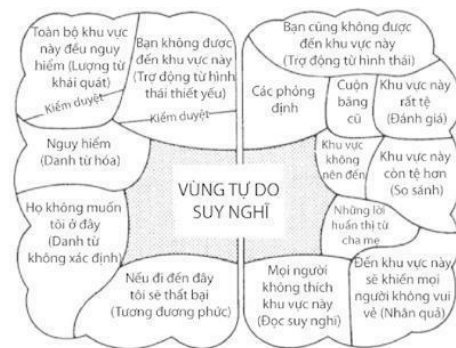 Toàn bộ khu vực
này đều nguy
hiểm (Lượng từ
khái quát)
Kiểm duyệt
Bạn không được
đến khu vực này
(Trợ động từ hình
thái thiết yếu)
Kiểm duyệt
Nguy hiểm
(Danh từ hóa)
Họ không muốn
tôi ở đây
(Danh từ
không xác định)
Nếu đi đến đây
tôi sẽ thất bại
(Tương đương phức)
VÙNG TỰ DO
SUY NGHĨ
Bạn cũng không được
đến khu vực này
(Trợ động từ hình thái)
Các phỏng
định
Cuộn
băng
cũ
Khu vực này
rất tệ
(Đánh giá)
Khu vực
không
nên đến
Khu vực này
còn tệ hơn
(So sánh)
Những lời
huấn thị từ
cha mẹ
Mọi người
không thích
khu vực này
(Đọc suy nghĩ)
Đến khu vực này
sẽ khiến mọi
người không vui
vẻ (Nhân quả)